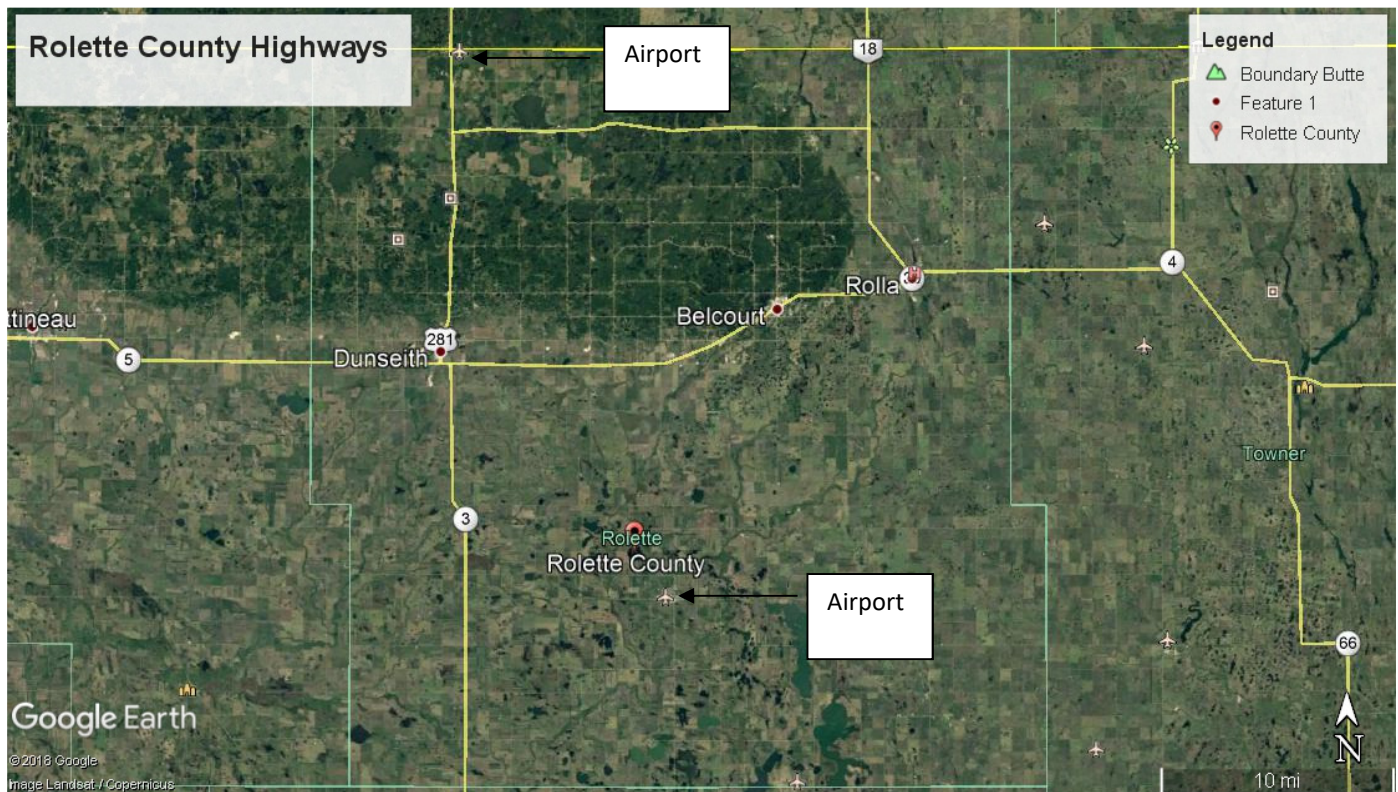 Rolette County Highways
Airport
18
Legend
Boundary Butte
Feature 1
Rolette County
4
Rolla
Belcourt
ttineau
281
Dunseith
5
Towner
3
Rolette
Rolette County
Airport
66
Google Earth
N
© 2018 Google
Image Landsat / Copernicus
10 mi